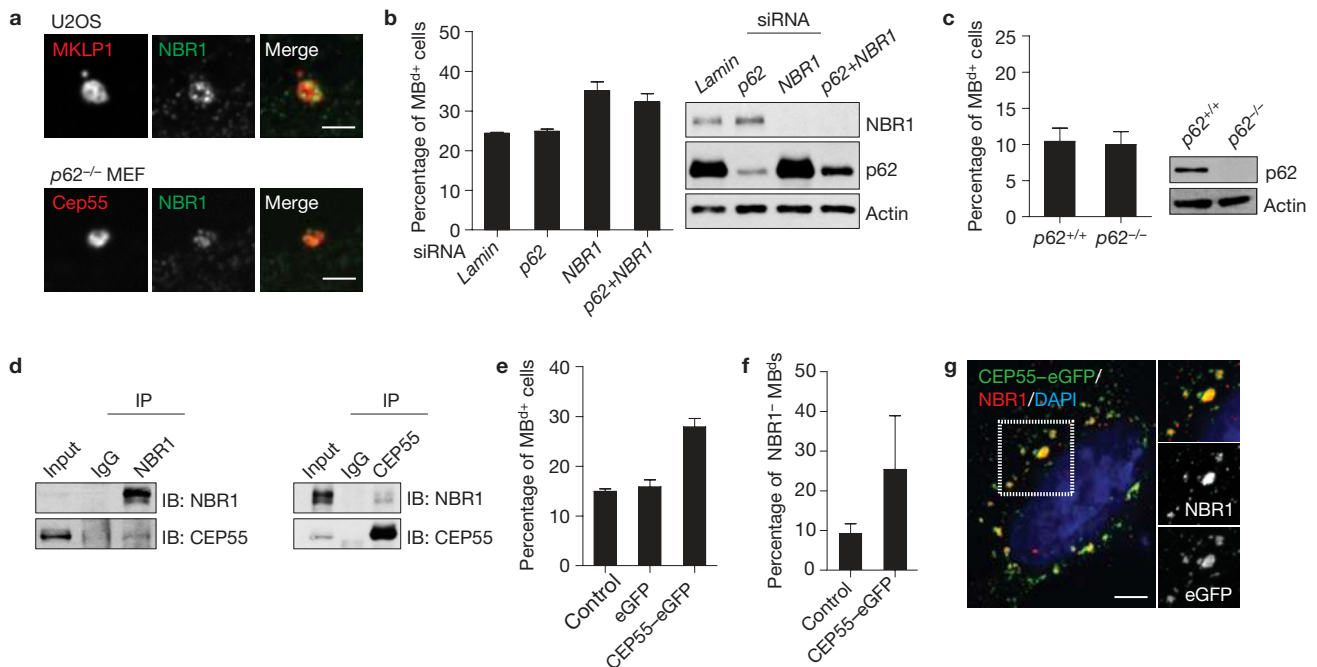 a
U2OS
MKLP1
NBR1
Merge
p62–/– MEF
Cep55
NBR1
Merge
b
Percentage of MBd+ cells
50
40
30
20
10
0
siRNA
Lamin
p62
NBR1
p62+NBR1
siRNA
Lamin
p62
NBR1
p62+NBR1
NBR1
p62
Actin
c
Percentage of MBd+ cells
25
20
15
10
5
0
p62+/+
p62–/–
p62+/+
p62–/–
p62
Actin
d
IP
Input
IgG
NBR1
IB: NBR1
IB: CEP55
IP
Input
IgG
CEP55
IB: NBR1
IB: CEP55
e
Percentage of MBd+ cells
40
30
20
10
0
Control
eGFP
CEP55–eGFP
f
Percentage of NBR1– MBds
50
40
30
20
10
0
Control
CEP55–eGFP
g
CEP55–eGFP/
NBR1/DAPI
NBR1
eGFP